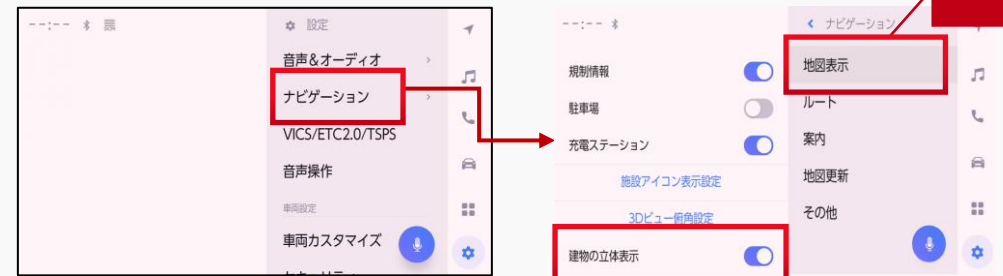 --:--
設定
音声&オーディオ
ナビゲーション
VICS/ETC2.0/TSPS
音声操作
車両設定
車両カスタマイズ
--:--
ナビゲーション
規制情報
駐車場
充電ステーション
施設アイコン表示設定
3Dビュー俯角設定
建物の立体表示
地図表示
ルート
案内
地図更新
その他